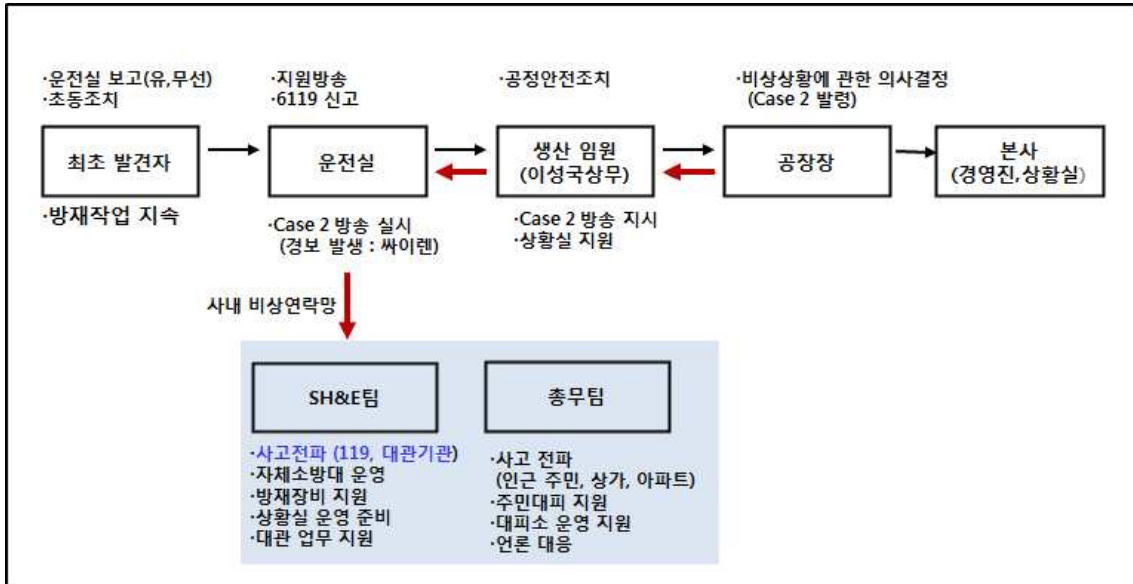 ·운전실 보고(유,무선)
·초동조치
최초 발견자
·방재작업 지속
·지원방송
·6119 신고
운전실
·Case 2 방송 실시
(경보 발생 : 싸이렌)
·공정안전조치
생산 임원
(이성국상무)
·Case 2 방송 지시
·상황실 지원
·비상상황에 관한 의사결정
(Case 2 발령)
공장장
본사
(경영진,상황실)
사내 비상연락망
SH&E팀
·사고전파 (119, 대관기관)
·자체소방대 운영
·방재장비 지원
·상황실 운영 준비
·대관 업무 지원
총무팀
·사고 전파
(인근 주민, 상가, 아파트)
·주민대피 지원
·대피소 운영 지원
·언론 대응